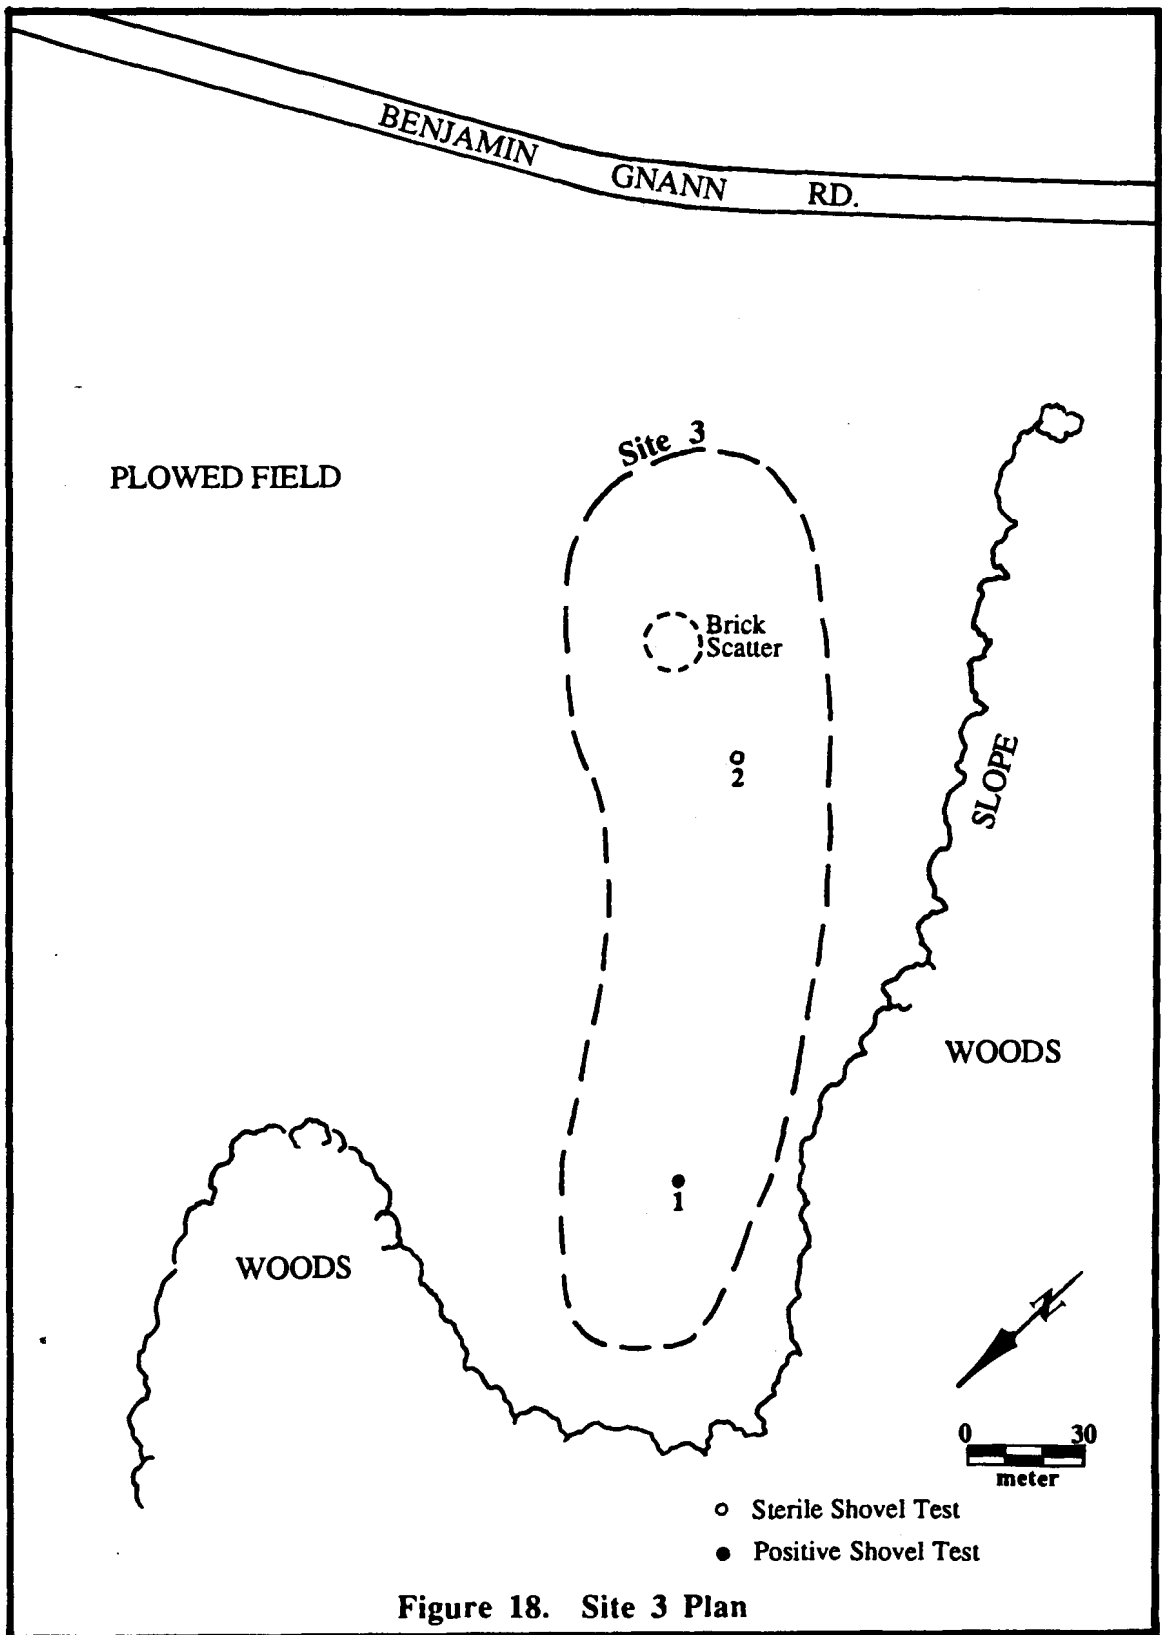 BENJAMIN GNANN RD.
Site 3
PLOWED FIELD
Brick
Scatter
2
SLOPE
WOODS
1
WOODS
N
0 30
meter
Sterile Shovel Test
Positive Shovel Test
Figure 18. Site 3 Plan